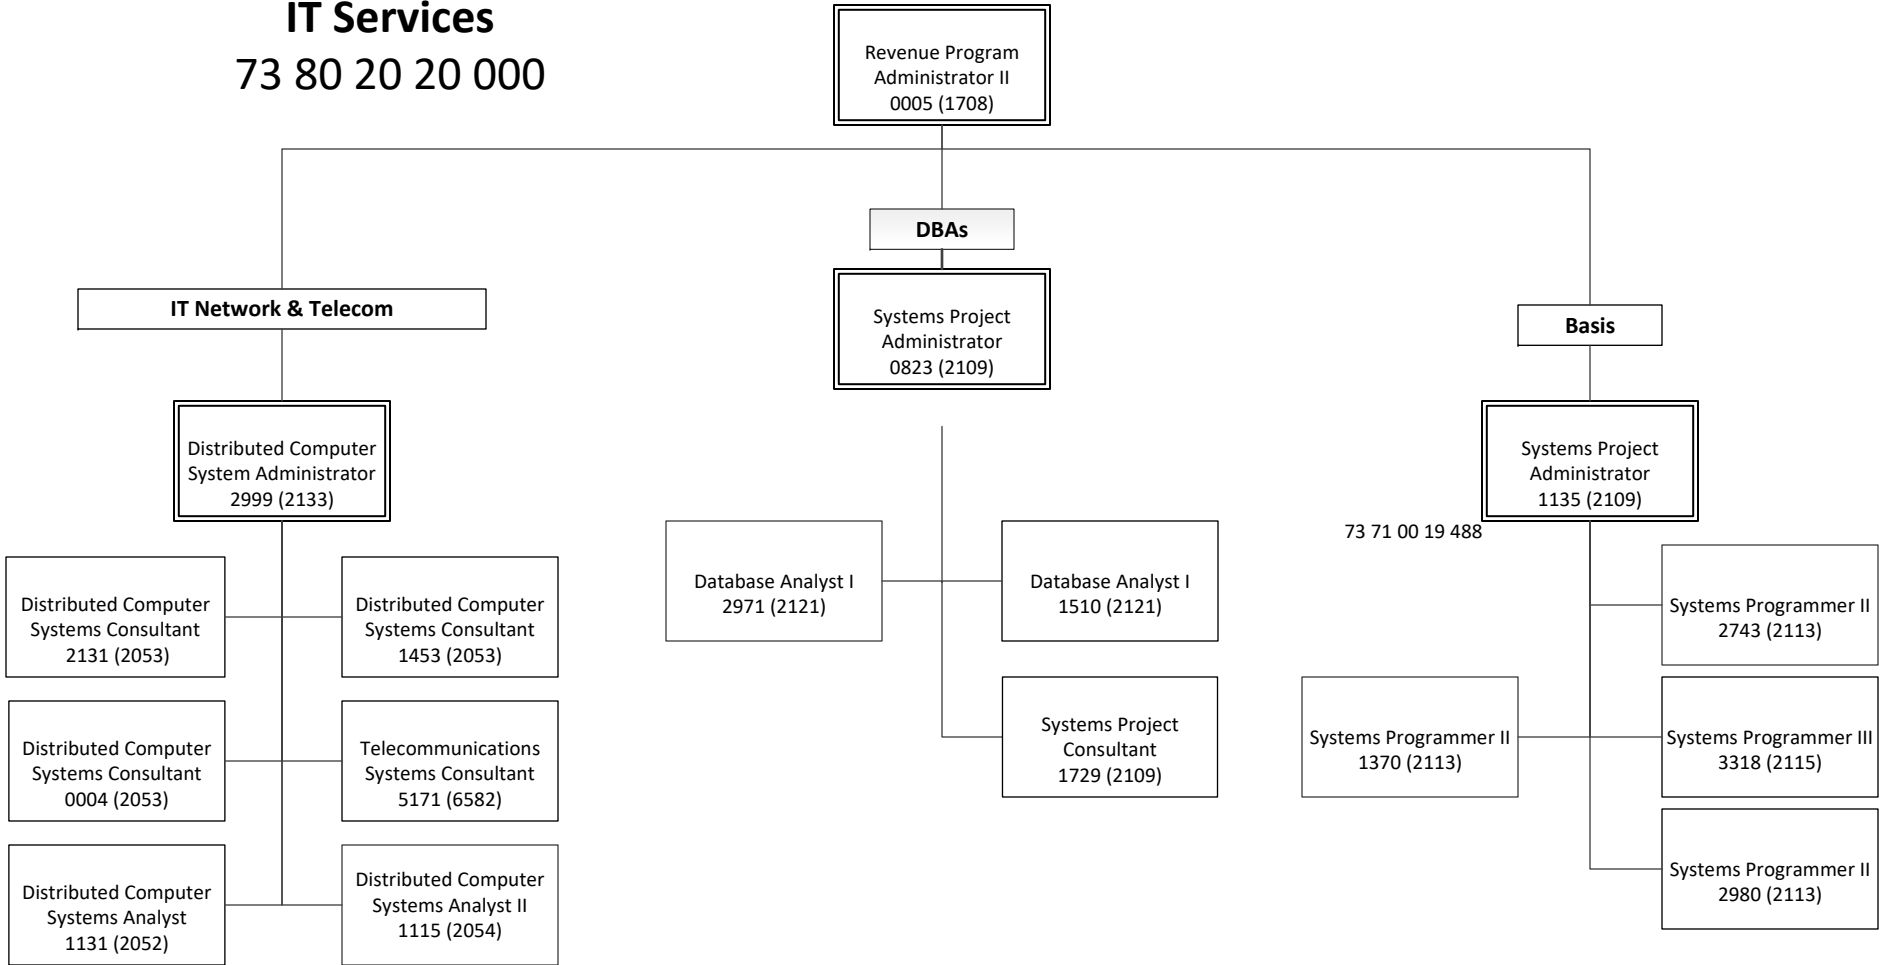 IT Services
73 80 20 20 000
Revenue Program
Administrator II
0005 (1708)
DBAs
Systems Project
Administrator
0823 (2109)
IT Network & Telecom
Basis
Distributed Computer
System Administrator
2999 (2133)
Systems Project
Administrator
1135 (2109)
73 71 00 19 488
Distributed Computer
Systems Consultant
2131 (2053)
Distributed Computer
Systems Consultant
1453 (2053)
Database Analyst I
2971 (2121)
Database Analyst I
1510 (2121)
Systems Programmer II
2743 (2113)
Distributed Computer
Systems Consultant
0004 (2053)
Telecommunications
Systems Consultant
5171 (6582)
Systems Project
Consultant
1729 (2109)
Systems Programmer II
1370 (2113)
Systems Programmer III
3318 (2115)
Distributed Computer
Systems Analyst
1131 (2052)
Distributed Computer
Systems Analyst II
1115 (2054)
Systems Programmer II
2980 (2113)